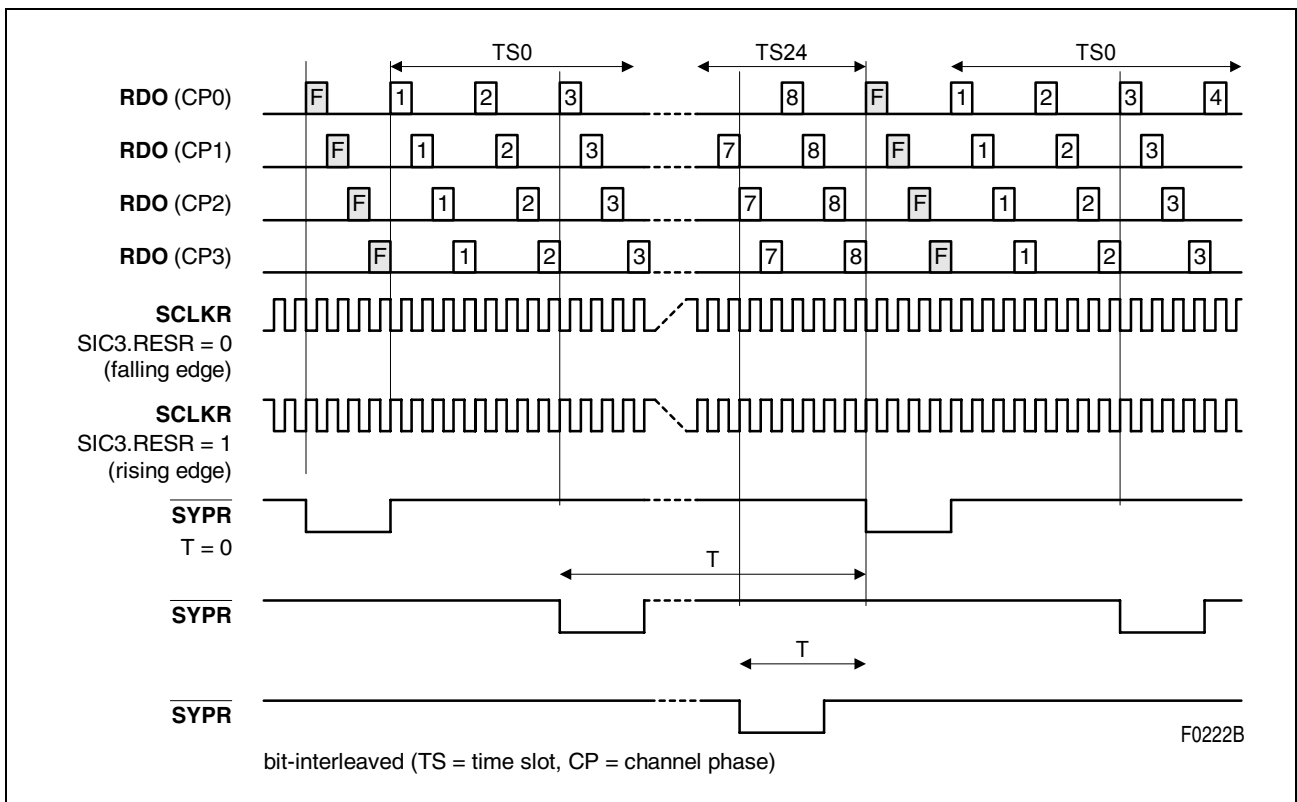 TS0 TS24 TS0
RDO (CP0) F 1 2 3 8 F 1 2 3 4
RDO (CP1) F 1 2 3 7 8 F 1 2 3
RDO (CP2) F 1 2 3 7 8 F 1 2 3
RDO (CP3) F 1 2 3 7 8 F 1 2 3
SCLKR
SIC3.RESR = 0
(falling edge)
SCLKR
SIC3.RESR = 1
(rising edge)
SYPR
T = 0
T
SYPR
T
SYPR
F0222B
bit-interleaved (TS = time slot, CP = channel phase)